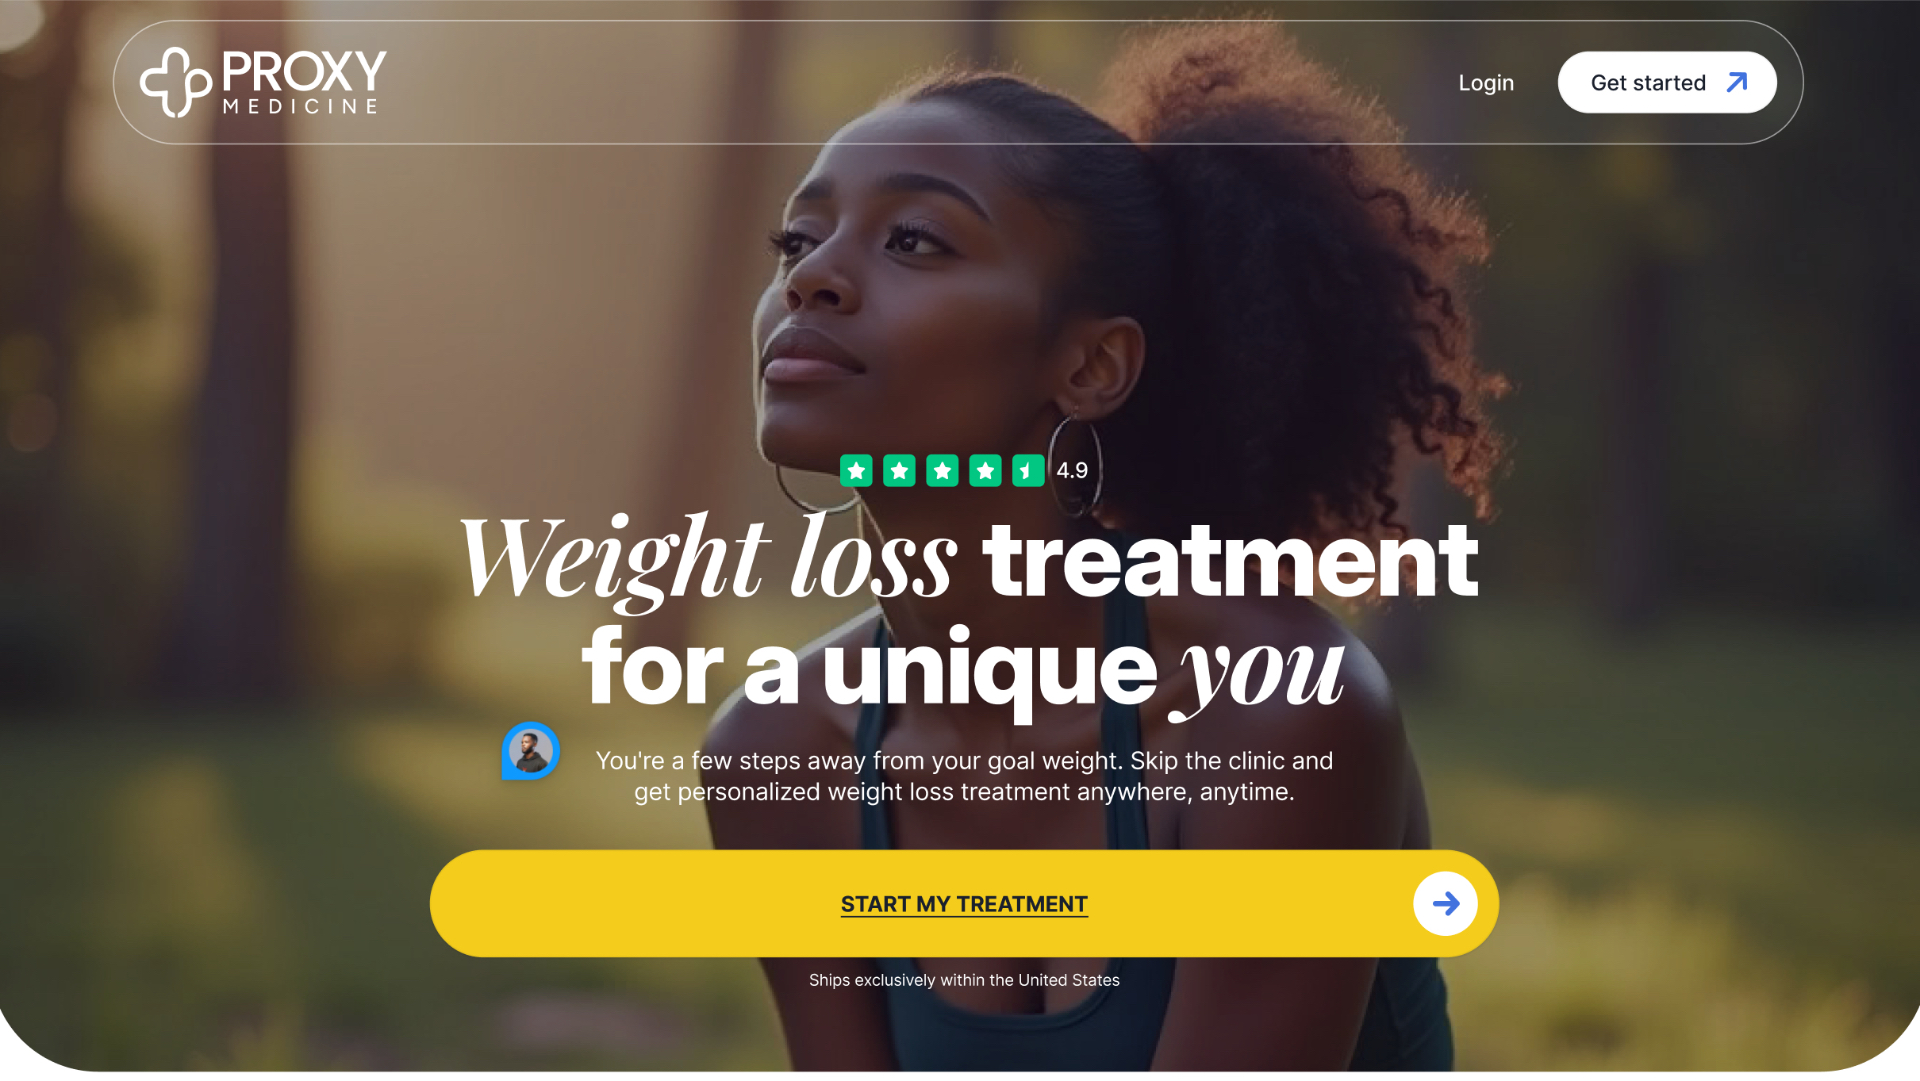 PROXY
MEDICINE
Login
Get started
4.9
Weight loss treatment
for a unique you
You're a few steps away from your goal weight. Skip the clinic and
get personalized weight loss treatment anywhere, anytime.
START MY TREATMENT
Ships exclusively within the United States